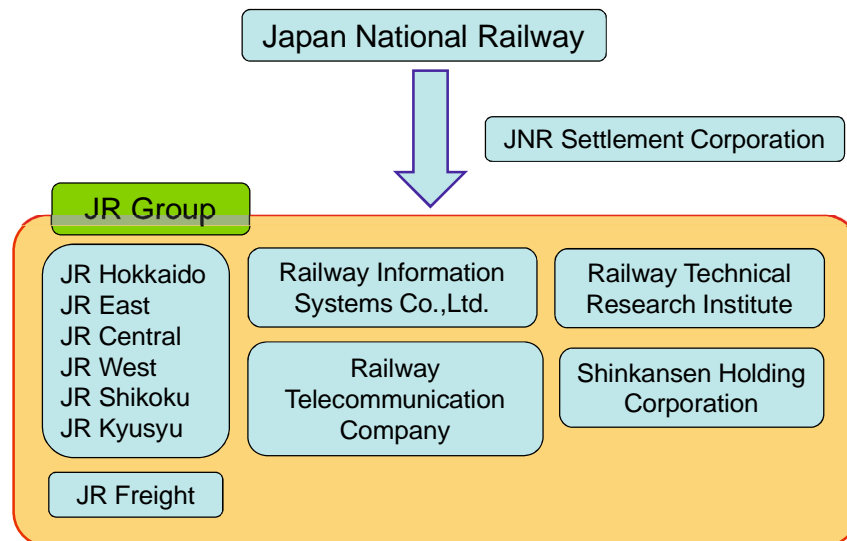 Japan National Railway
JNR Settlement Corporation
JR Group
JR Hokkaido
JR East
JR Central
JR West
JR Shikoku
JR Kyusyu
JR Freight
Railway Information
Systems Co.,Ltd.
Railway
Telecommunication
Company
Railway Technical
Research Institute
Shinkansen Holding
Corporation